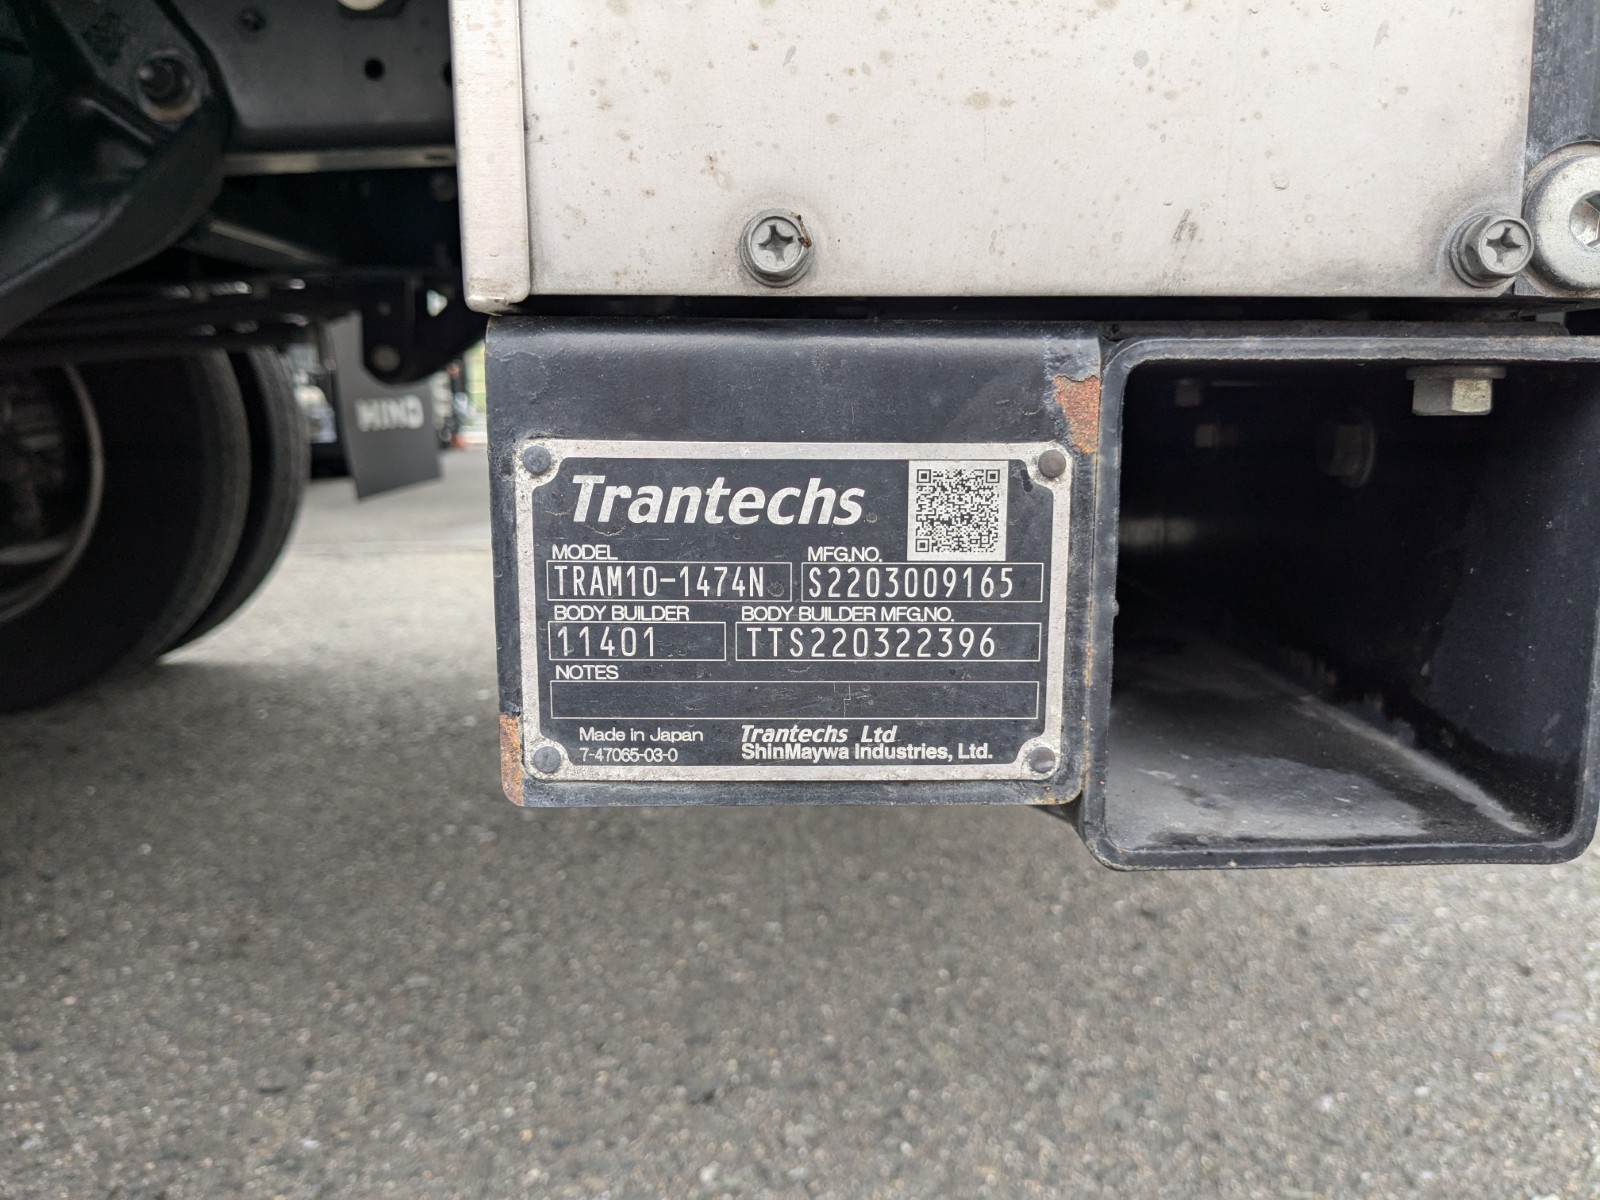 HINO
Trantechs
MODEL MFG.NO.
TRAM10-1474N S2203009165
BODY BUILDER BODY BUILDER MFG.NO.
11401 TTS220322396
NOTES
Made in Japan Trantechs Ltd
7-47065-03-0 ShinMaywa Industries, Ltd.